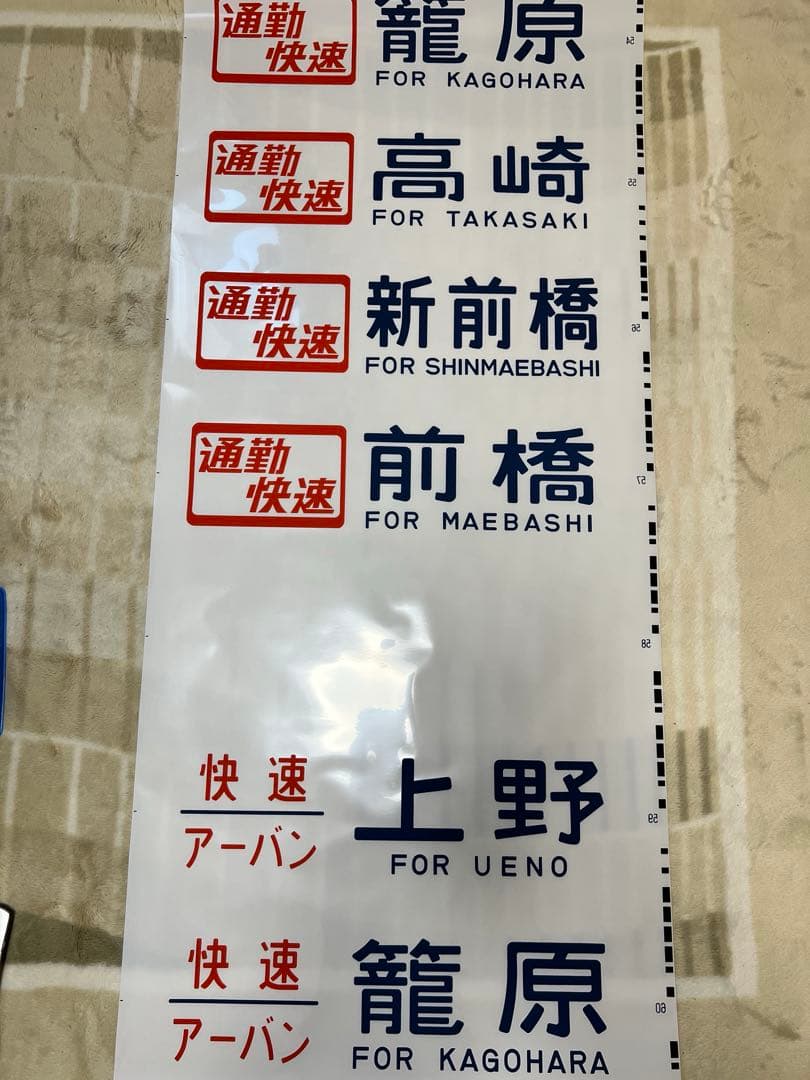 通勤 籠原
快速
FOR KAGOHARA
54
通勤 高崎
快速
FOR TAKASAKI
55
通勤 新前橋
快速
FOR SHINMAEBASHI
56
通勤 前橋
快速
FOR MAEBASHI
57
58
快速 上野
アーバン
FOR UENO
59
快速 籠原
アーバン
FOR KAGOHARA
60